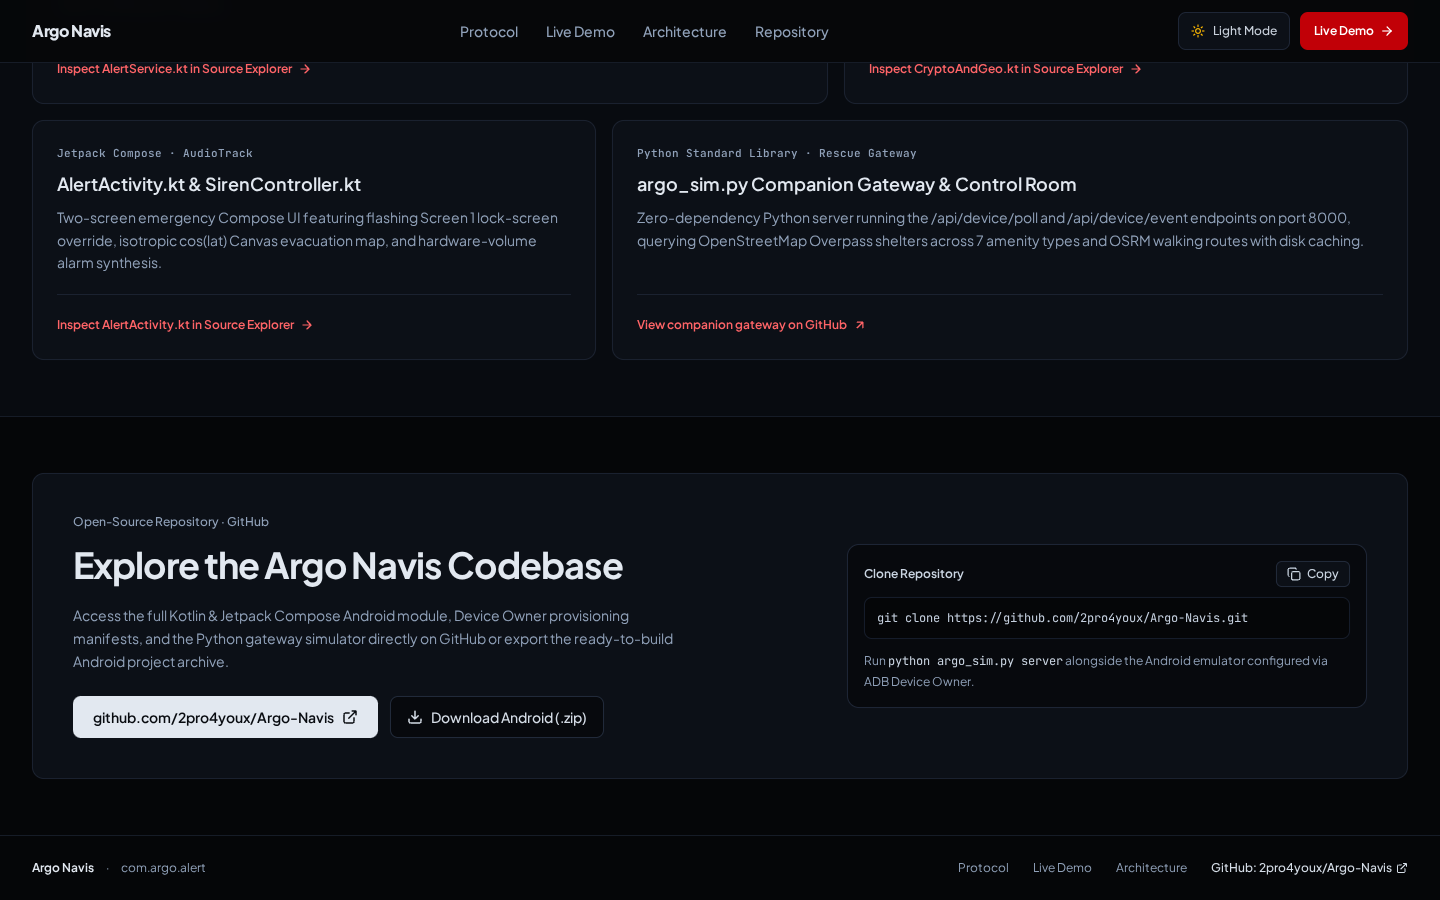 Argo Navis
Protocol
Live Demo
Architecture
Repository
Light Mode
Live Demo
Inspect AlertService.kt in Source Explorer
Inspect CryptoAndGeo.kt in Source Explorer
Jetpack Compose · AudioTrack
AlertActivity.kt & SirenController.kt
Two-screen emergency Compose UI featuring flashing Screen 1 lock-screen
override, isotropic cos(lat) Canvas evacuation map, and hardware-volume
alarm synthesis.
Inspect AlertActivity.kt in Source Explorer
Python Standard Library · Rescue Gateway
argo_sim.py Companion Gateway & Control Room
Zero-dependency Python server running the /api/device/poll and /api/device/event endpoints on port 8000,
querying OpenStreetMap Overpass shelters across 7 amenity types and OSRM walking routes with disk caching.
View companion gateway on GitHub
Open-Source Repository · GitHub
Explore the Argo Navis Codebase
Access the full Kotlin & Jetpack Compose Android module, Device Owner provisioning
manifests, and the Python gateway simulator directly on GitHub or export the ready-to-build
Android project archive.
github.com/2pro4youx/Argo-Navis
Download Android (.zip)
Clone Repository
Copy
git clone https://github.com/2pro4youx/Argo-Navis.git
Run python argo_sim.py server alongside the Android emulator configured via
ADB Device Owner.
Argo Navis · com.argo.alert
Protocol
Live Demo
Architecture
GitHub: 2pro4youx/Argo-Navis